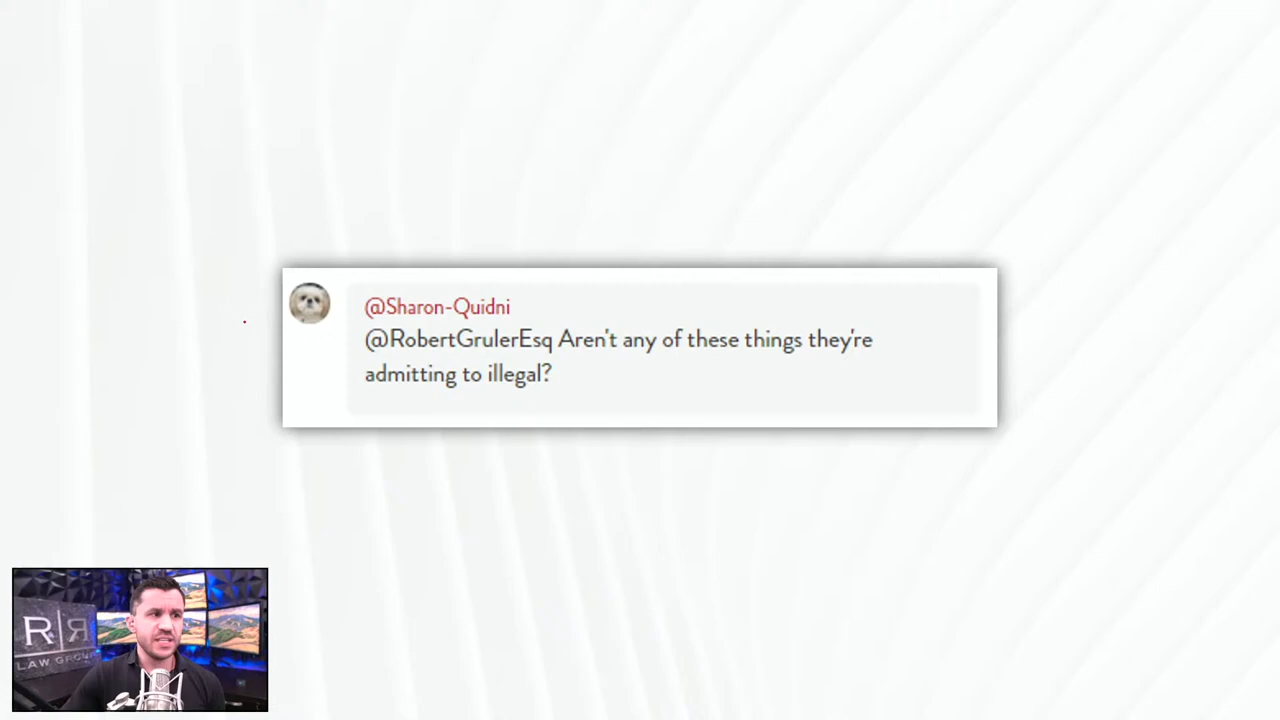 @Sharon-Quidni
@RobertGrulerEsq Aren't any of these things they're
admitting to illegal?
R|R
LAW GROUP